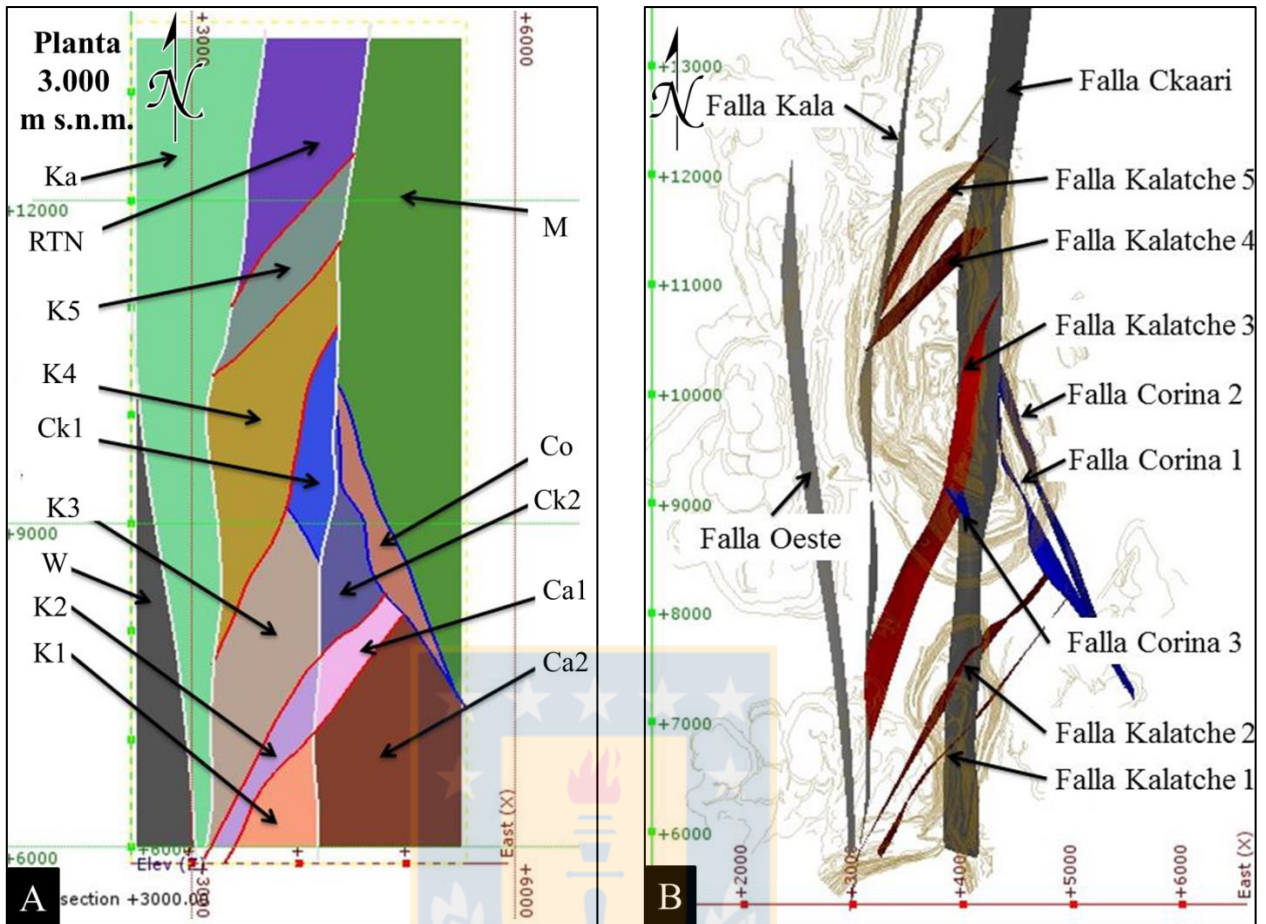 Planta
3.000
m s.n.m.
N
+3000
+6000
Ka
RTN
K5
K4
Ck1
K3
W
K2
K1
M
Co
Ck2
Ca1
Ca2
+12000
+9000
+6000
East (X)
+3000
+6000
section +3000.00
A
N
+13000
+12000
+11000
+10000
+9000
+8000
+7000
+6000
Falla Kala
Falla Ckaari
Falla Kalatche 5
Falla Kalatche 4
Falla Kalatche 3
Falla Corina 2
Falla Corina 1
Falla Oeste
Falla Corina 3
Falla Kalatche 2
Falla Kalatche 1
+2000
+5000
+6000
East (X)
B